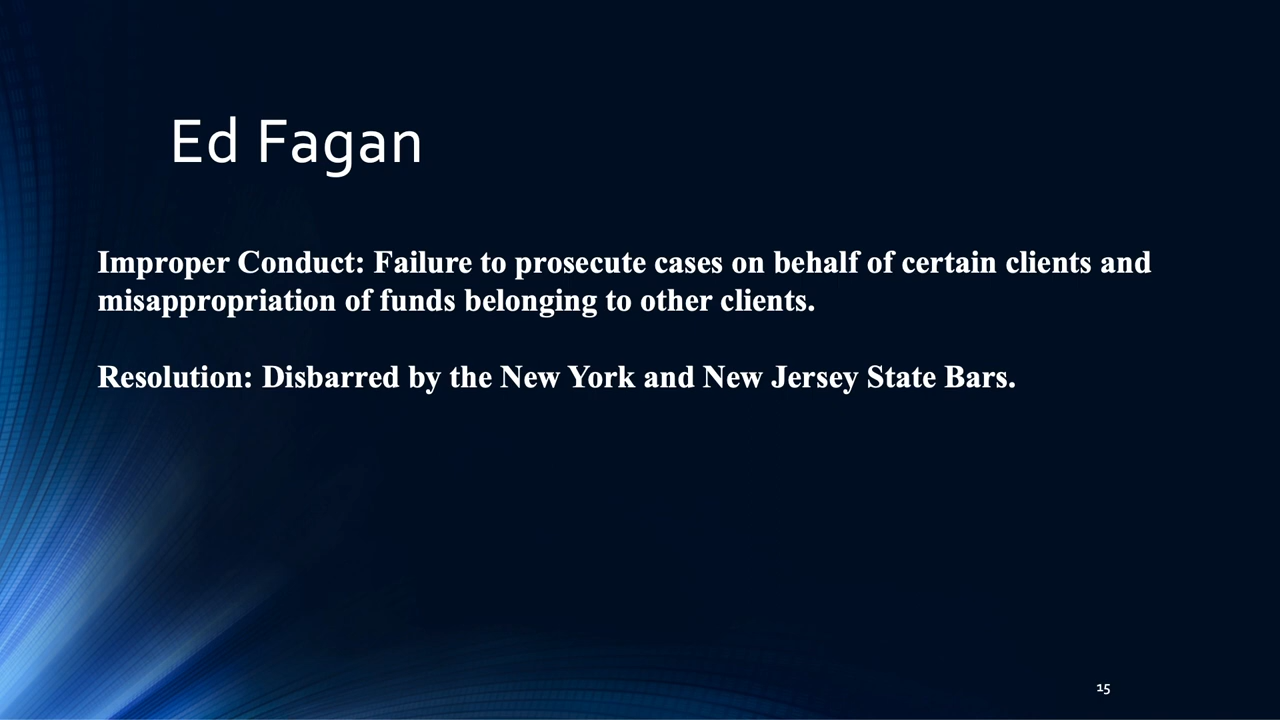 Ed Fagan
Improper Conduct: Failure to prosecute cases on behalf of certain clients and
misappropriation of funds belonging to other clients.
Resolution: Disbarred by the New York and New Jersey State Bars.
15